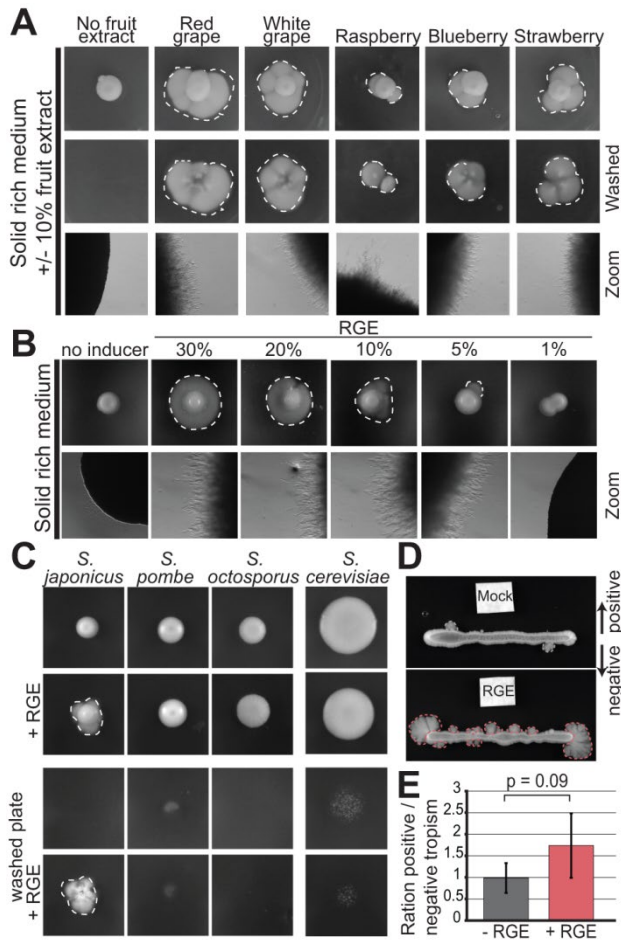 A
No fruit extract
Red grape
White grape
Raspberry
Blueberry
Strawberry
Solid rich medium
+/- 10% fruit extract
Washed
Zoom
B
RGE
no inducer
30%
20%
10%
5%
1%
Solid rich medium
Zoom
C
S. japonicus
S. pombe
S. octosporus
S. cerevisiae
+ RGE
washed plate
+ RGE
D
Mock
RGE
positive
negative
E
p = 0.09
Ration positive /
negative tropism
3
2.5
2
1.5
1
0.5
0
- RGE
+ RGE